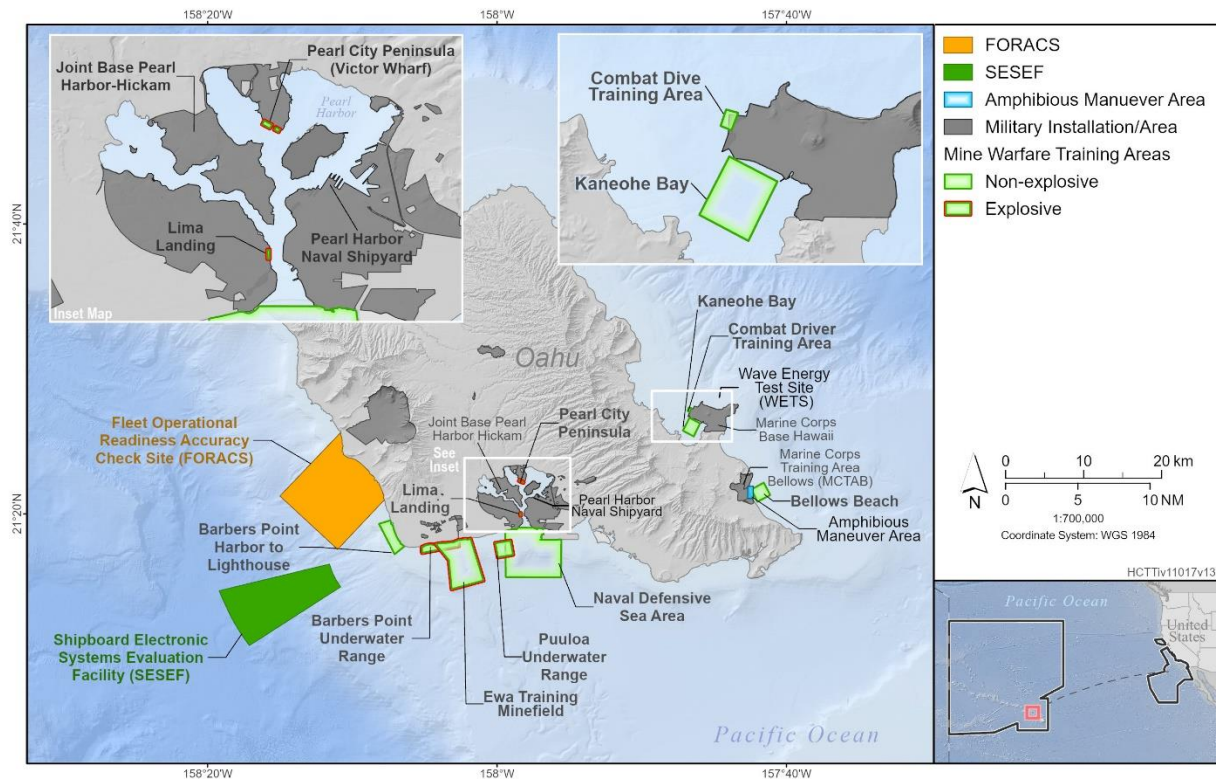 158°20'W
158°W
157°40'W
21°40'N
21°20'N
Pearl City Peninsula
(Victor Wharf)
Joint Base Pearl
Harbor-Hickam
Pearl
Harbor
Lima
Landing
Pearl Harbor
Naval Shipyard
Inset Map
Combat Dive
Training Area
Kaneohe Bay
Kaneohe Bay
Combat Driver
Training Area
Oahu
Wave Energy
Test Site
(WETS)
Marine Corps
Base Hawaii
Fleet Operational
Readiness Accuracy
Check Site (FORACS)
Joint Base Pearl
Harbor Hickam
Pearl City
Peninsula
See
Inset
Marine Corps
Training Area
Bellows (MCTAB)
Lima.
Landing
Pearl Harbor
Naval Shipyard
Bellows Beach
Amphibious
Maneuver Area
Barbers Point
Harbor to
Lighthouse
Naval Defensive
Sea Area
Barbers Point
Underwater
Range
Puuloa
Underwater
Range
Shipboard Electronic
Systems Evaluation
Facility (SESEF)
Ewa Training
Minefield
Pacific Ocean
158°20'W
158°W
157°40'W
FORACS
SESEF
Amphibious Manuever Area
Military Installation/Area
Mine Warfare Training Areas
Non-explosive
Explosive
N
0 10 20 km
0 5 10 NM
1:700,000
Coordinate System: WGS 1984
HCTTiv11017v13
Pacific Ocean
United
States